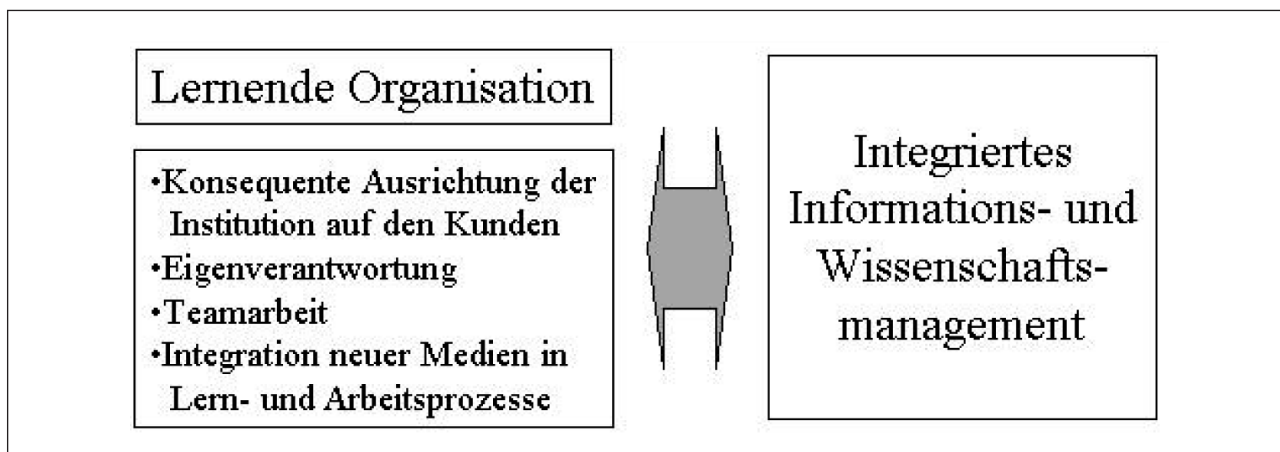 Lernende Organisation
•Konsequente Ausrichtung der
Institution auf den Kunden
•Eigenverantwortung
•Teamarbeit
•Integration neuer Medien in
Lern- und Arbeitsprozesse
Integriertes
Informations- und
Wissenschafts-
management